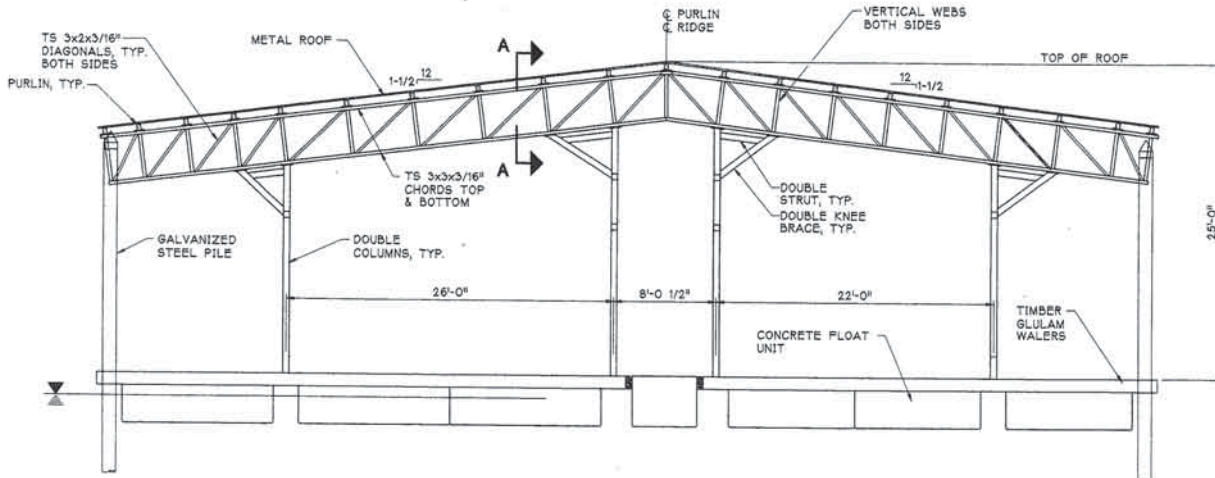 ℄ PURLIN
℄ RIDGE
VERTICAL WEBS
BOTH SIDES
TS 3x2x3/16"
DIAGONALS, TYP.
BOTH SIDES
METAL ROOF
A
12
1-1/2
12
1-1/2
TOP OF ROOF
PURLIN, TYP.
A
TS 3x3x3/16"
CHORDS TOP
& BOTTOM
DOUBLE
STRUT, TYP.
DOUBLE KNEE
BRACE, TYP.
GALVANIZED
STEEL PILE
DOUBLE
COLUMNS, TYP.
25'-0"
26'-0"
8'-0 1/2"
22'-0"
CONCRETE FLOAT
UNIT
TIMBER
GLULAM
WALERS